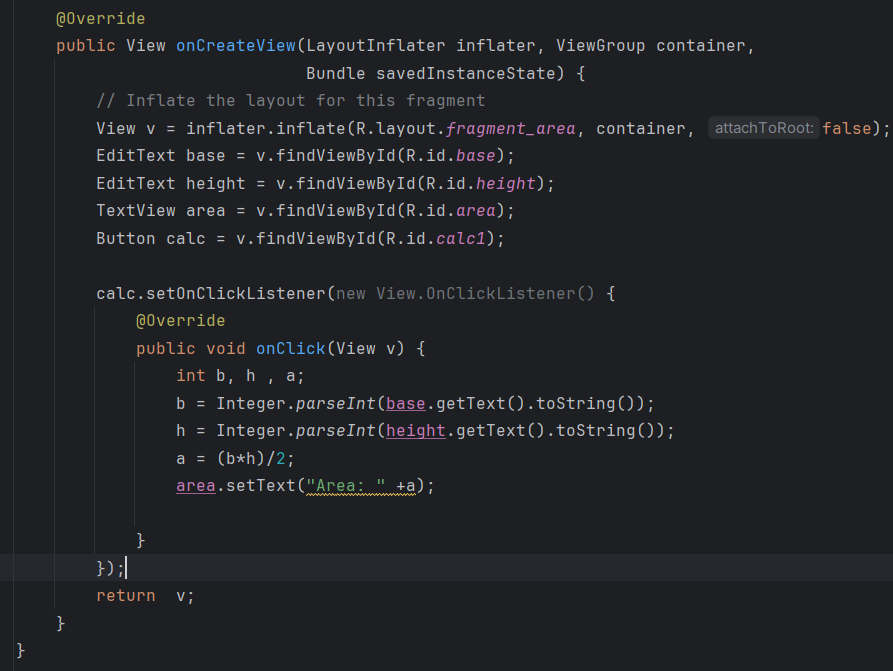 @Override
public View onCreateView(LayoutInflater inflater, ViewGroup container,
                         Bundle savedInstanceState) {
    // Inflate the layout for this fragment
    View v = inflater.inflate(R.layout.fragment_area, container, attachToRoot: false);
    EditText base = v.findViewById(R.id.base);
    EditText height = v.findViewById(R.id.height);
    TextView area = v.findViewById(R.id.area);
    Button calc = v.findViewById(R.id.calc1);

    calc.setOnClickListener(new View.OnClickListener() {
        @Override
        public void onClick(View v) {
            int b, h , a;
            b = Integer.parseInt(base.getText().toString());
            h = Integer.parseInt(height.getText().toString());
            a = (b*h)/2;
            area.setText("Area: " +a);

        }
    });
    return  v;
}
}